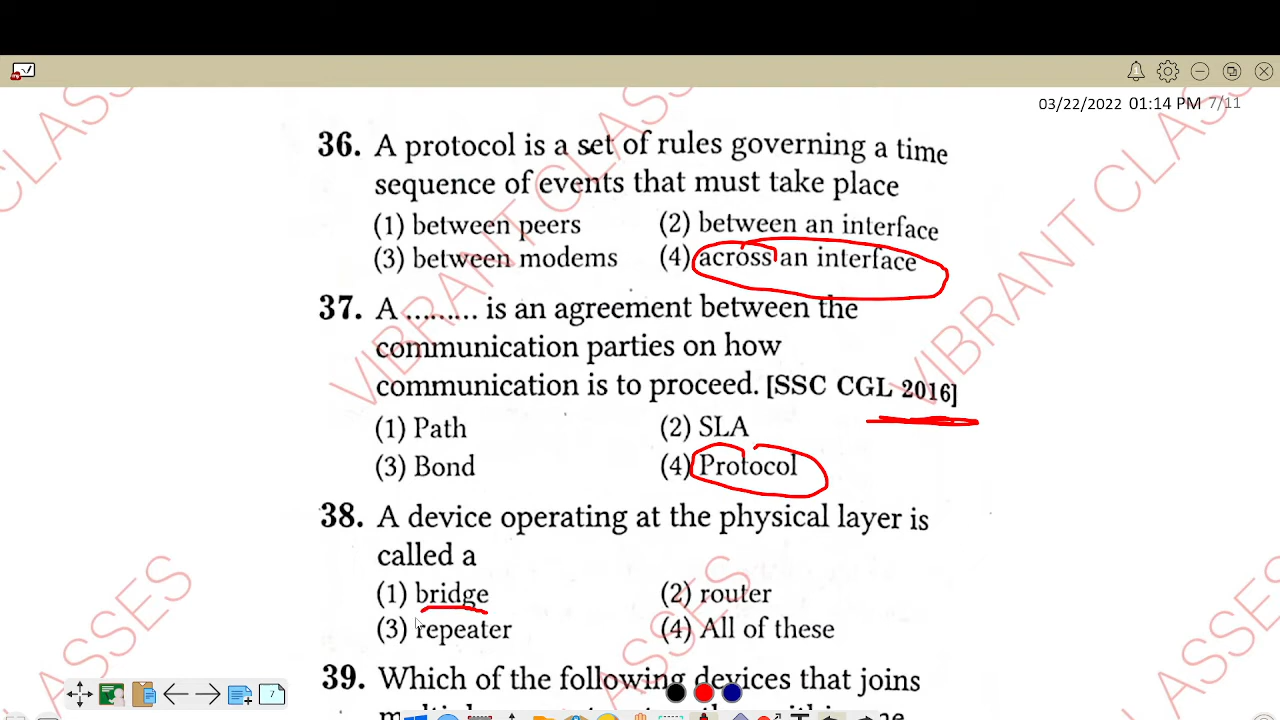 03/22/2022 01:14 PM 7/11
36. A protocol is a set of rules governing a time
sequence of events that must take place
(1) between peers (2) between an interface
(3) between modems (4) across an interface
37. A ......... is an agreement between the
communication parties on how
communication is to proceed. [SSC CGL 2016]
(1) Path (2) SLA
(3) Bond (4) Protocol
38. A device operating at the physical layer is
called a
(1) bridge (2) router
(3) repeater (4) All of these
39. Which of the following devices that joins
VIBRANT CLASSES
VIBRANT CLASSES